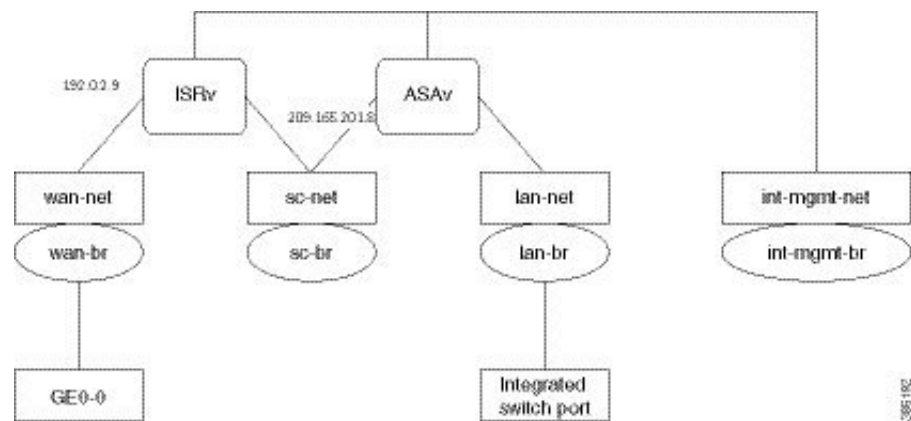 ISRv
ASAv
192.0.2.9
209.165.201.8
wan-net
sc-net
lan-net
int-mgmt-net
wan-br
sc-br
lan-br
int-mgmt-br
GE0-0
Integrated
switch port